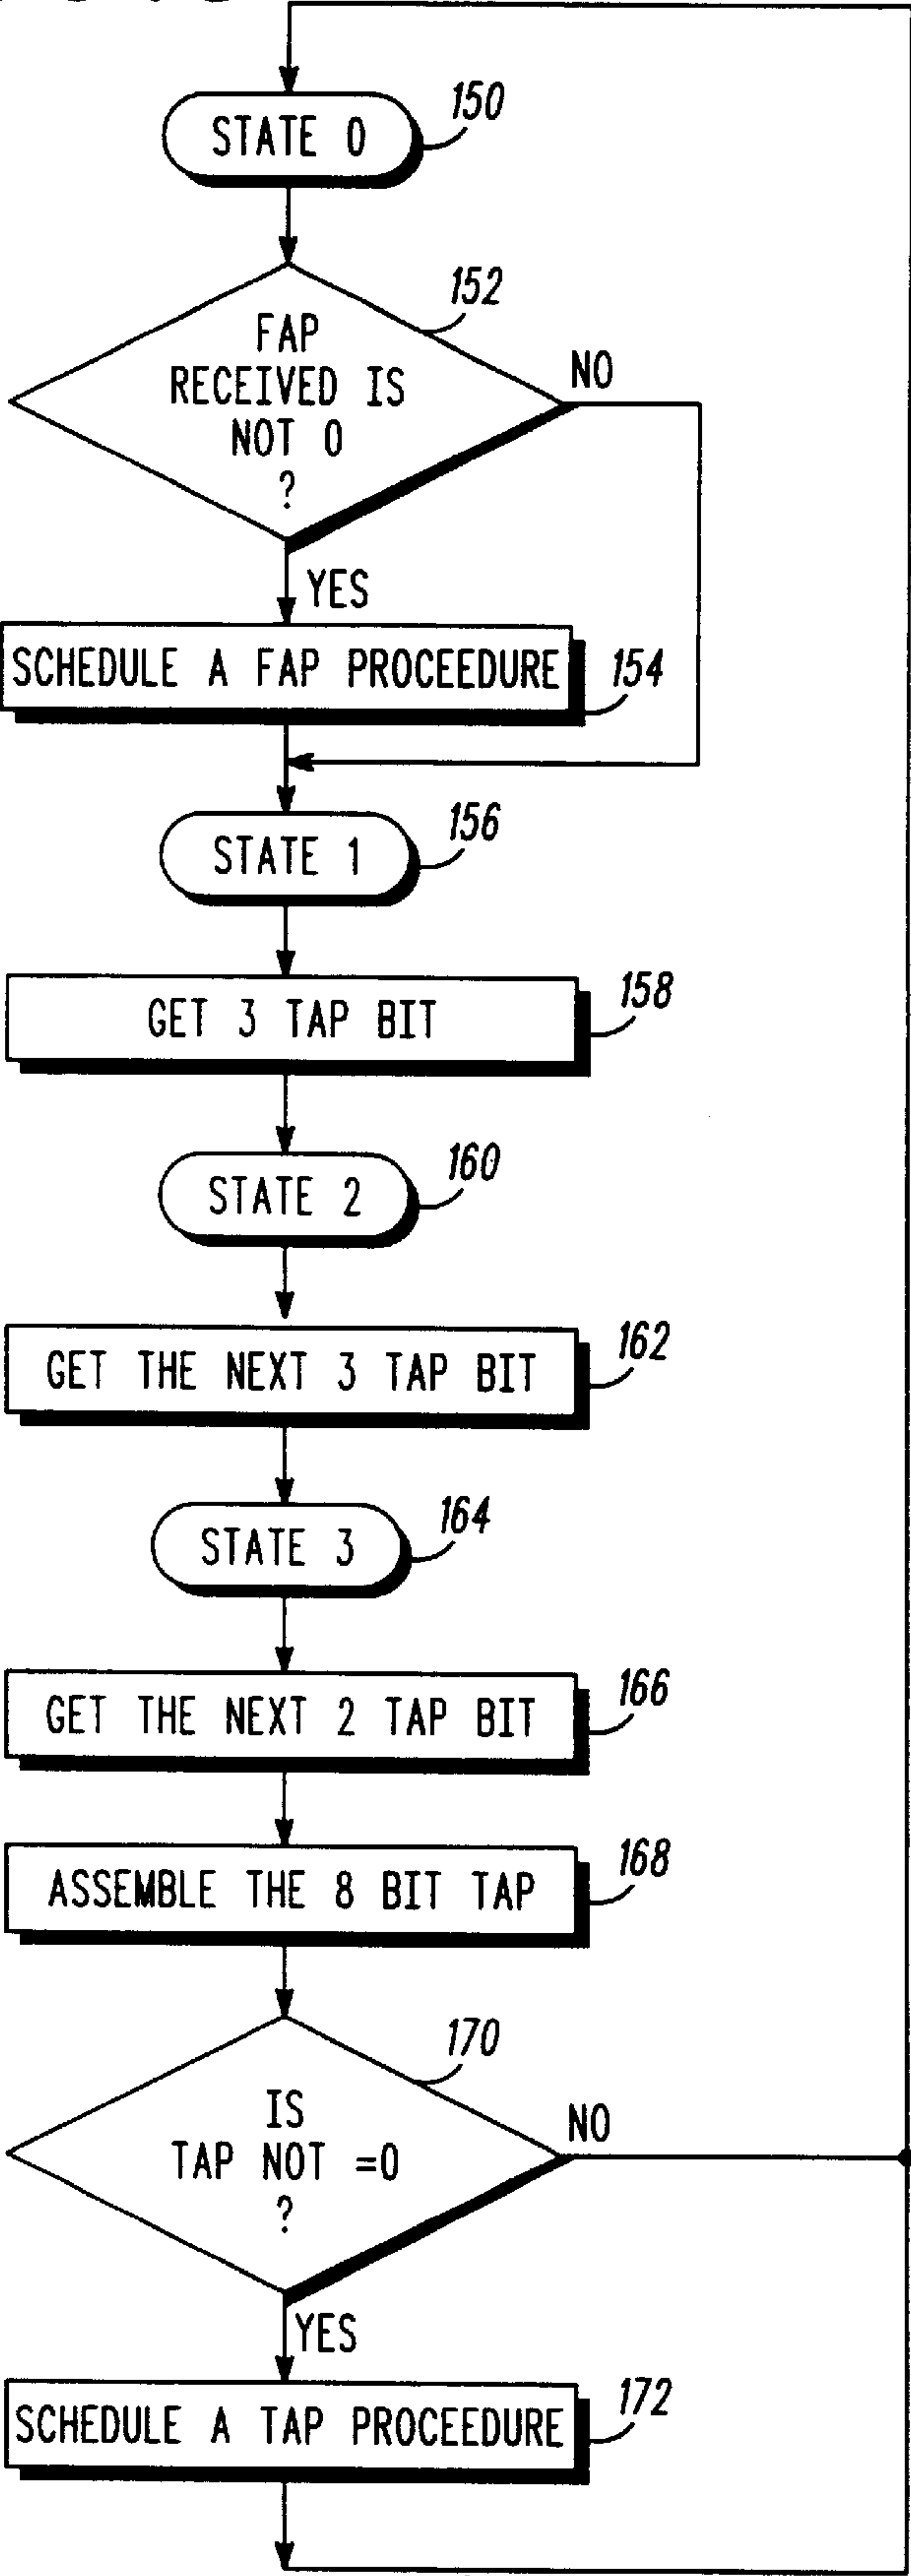 STATE 0
150
152
FAP
RECEIVED IS
NOT 0
?
NO
YES
SCHEDULE A FAP PROCEEDURE
154
STATE 1
156
GET 3 TAP BIT
158
STATE 2
160
GET THE NEXT 3 TAP BIT
162
STATE 3
164
GET THE NEXT 2 TAP BIT
166
ASSEMBLE THE 8 BIT TAP
168
170
IS
TAP NOT =0
?
NO
YES
SCHEDULE A TAP PROCEEDURE
172